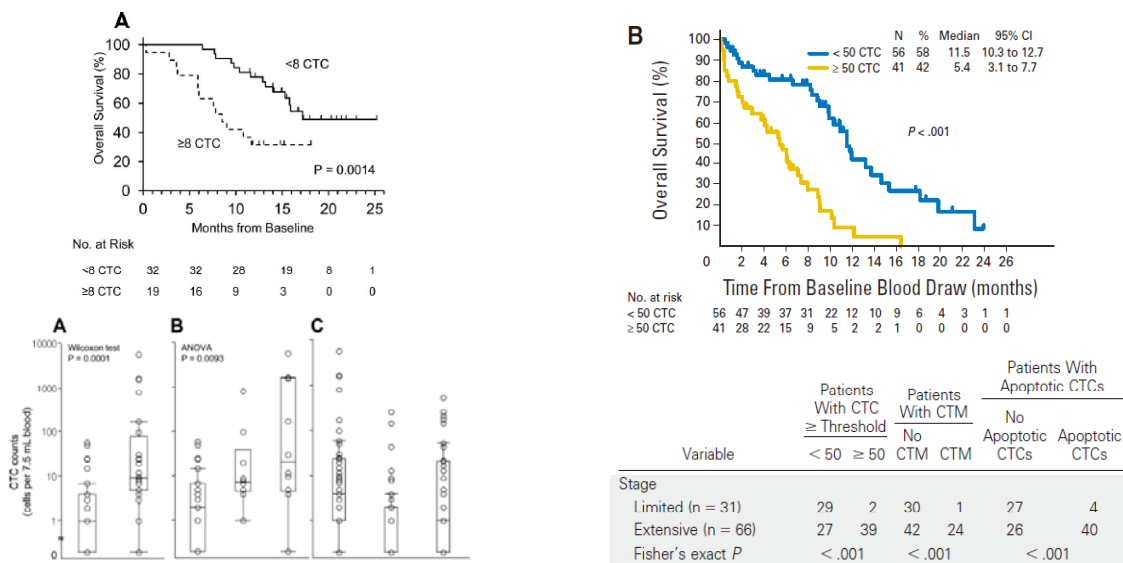 A
100
80
60
40
20
0
Overall Survival (%)
<8 CTC
≥8 CTC
P = 0.0014
0 5 10 15 20 25
Months from Baseline
No. at Risk
<8 CTC 32 32 28 19 8 1
≥8 CTC 19 16 9 3 0 0
B
N % Median 95% CI
< 50 CTC 56 58 11.5 10.3 to 12.7
≥ 50 CTC 41 42 5.4 3.1 to 7.7
P < .001
100
90
80
70
60
50
40
30
20
10
Overall Survival (%)
0 2 4 6 8 10 12 14 16 18 20 22 24 26
Time From Baseline Blood Draw (months)
No. at risk
< 50 CTC 56 47 39 37 31 22 12 10 9 6 4 3 1 1
≥ 50 CTC 41 28 22 15 9 5 2 2 1 0 0 0 0 0
A B C
Wilcoxon test
P = 0.0001
ANOVA
P = 0.0093
10000
1000
100
10
1
0
CTC counts
(cells per 7.5 mL blood)
Patients With
Apoptotic CTCs
Patients
With CTC
≥ Threshold
Patients
With CTM
No
Apoptotic
CTCs
Apoptotic
CTCs
No
CTM
CTM
Variable < 50 ≥ 50
Stage
Limited (n = 31) 29 2 30 1 27 4
Extensive (n = 66) 27 39 42 24 26 40
Fisher's exact P < .001 < .001 < .001